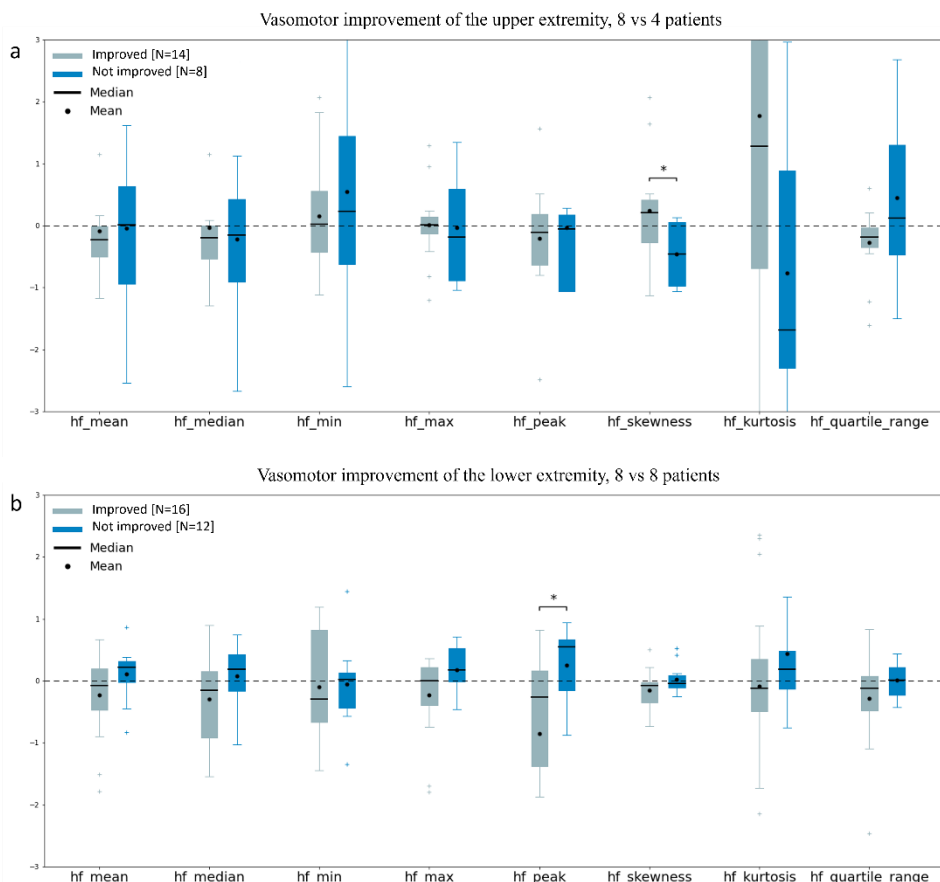 Vasomotor improvement of the upper extremity, 8 vs 4 patients
a
3
2
1
0
−1
−2
−3
Improved [N=14]
Not improved [N=8]
Median
Mean
*
hf_mean hf_median hf_min hf_max hf_peak hf_skewness hf_kurtosis hf_quartile_range
Vasomotor improvement of the lower extremity, 8 vs 8 patients
b
3
2
1
0
−1
−2
−3
Improved [N=16]
Not improved [N=12]
Median
Mean
*
hf_mean hf_median hf_min hf_max hf_peak hf_skewness hf_kurtosis hf_quartile_range